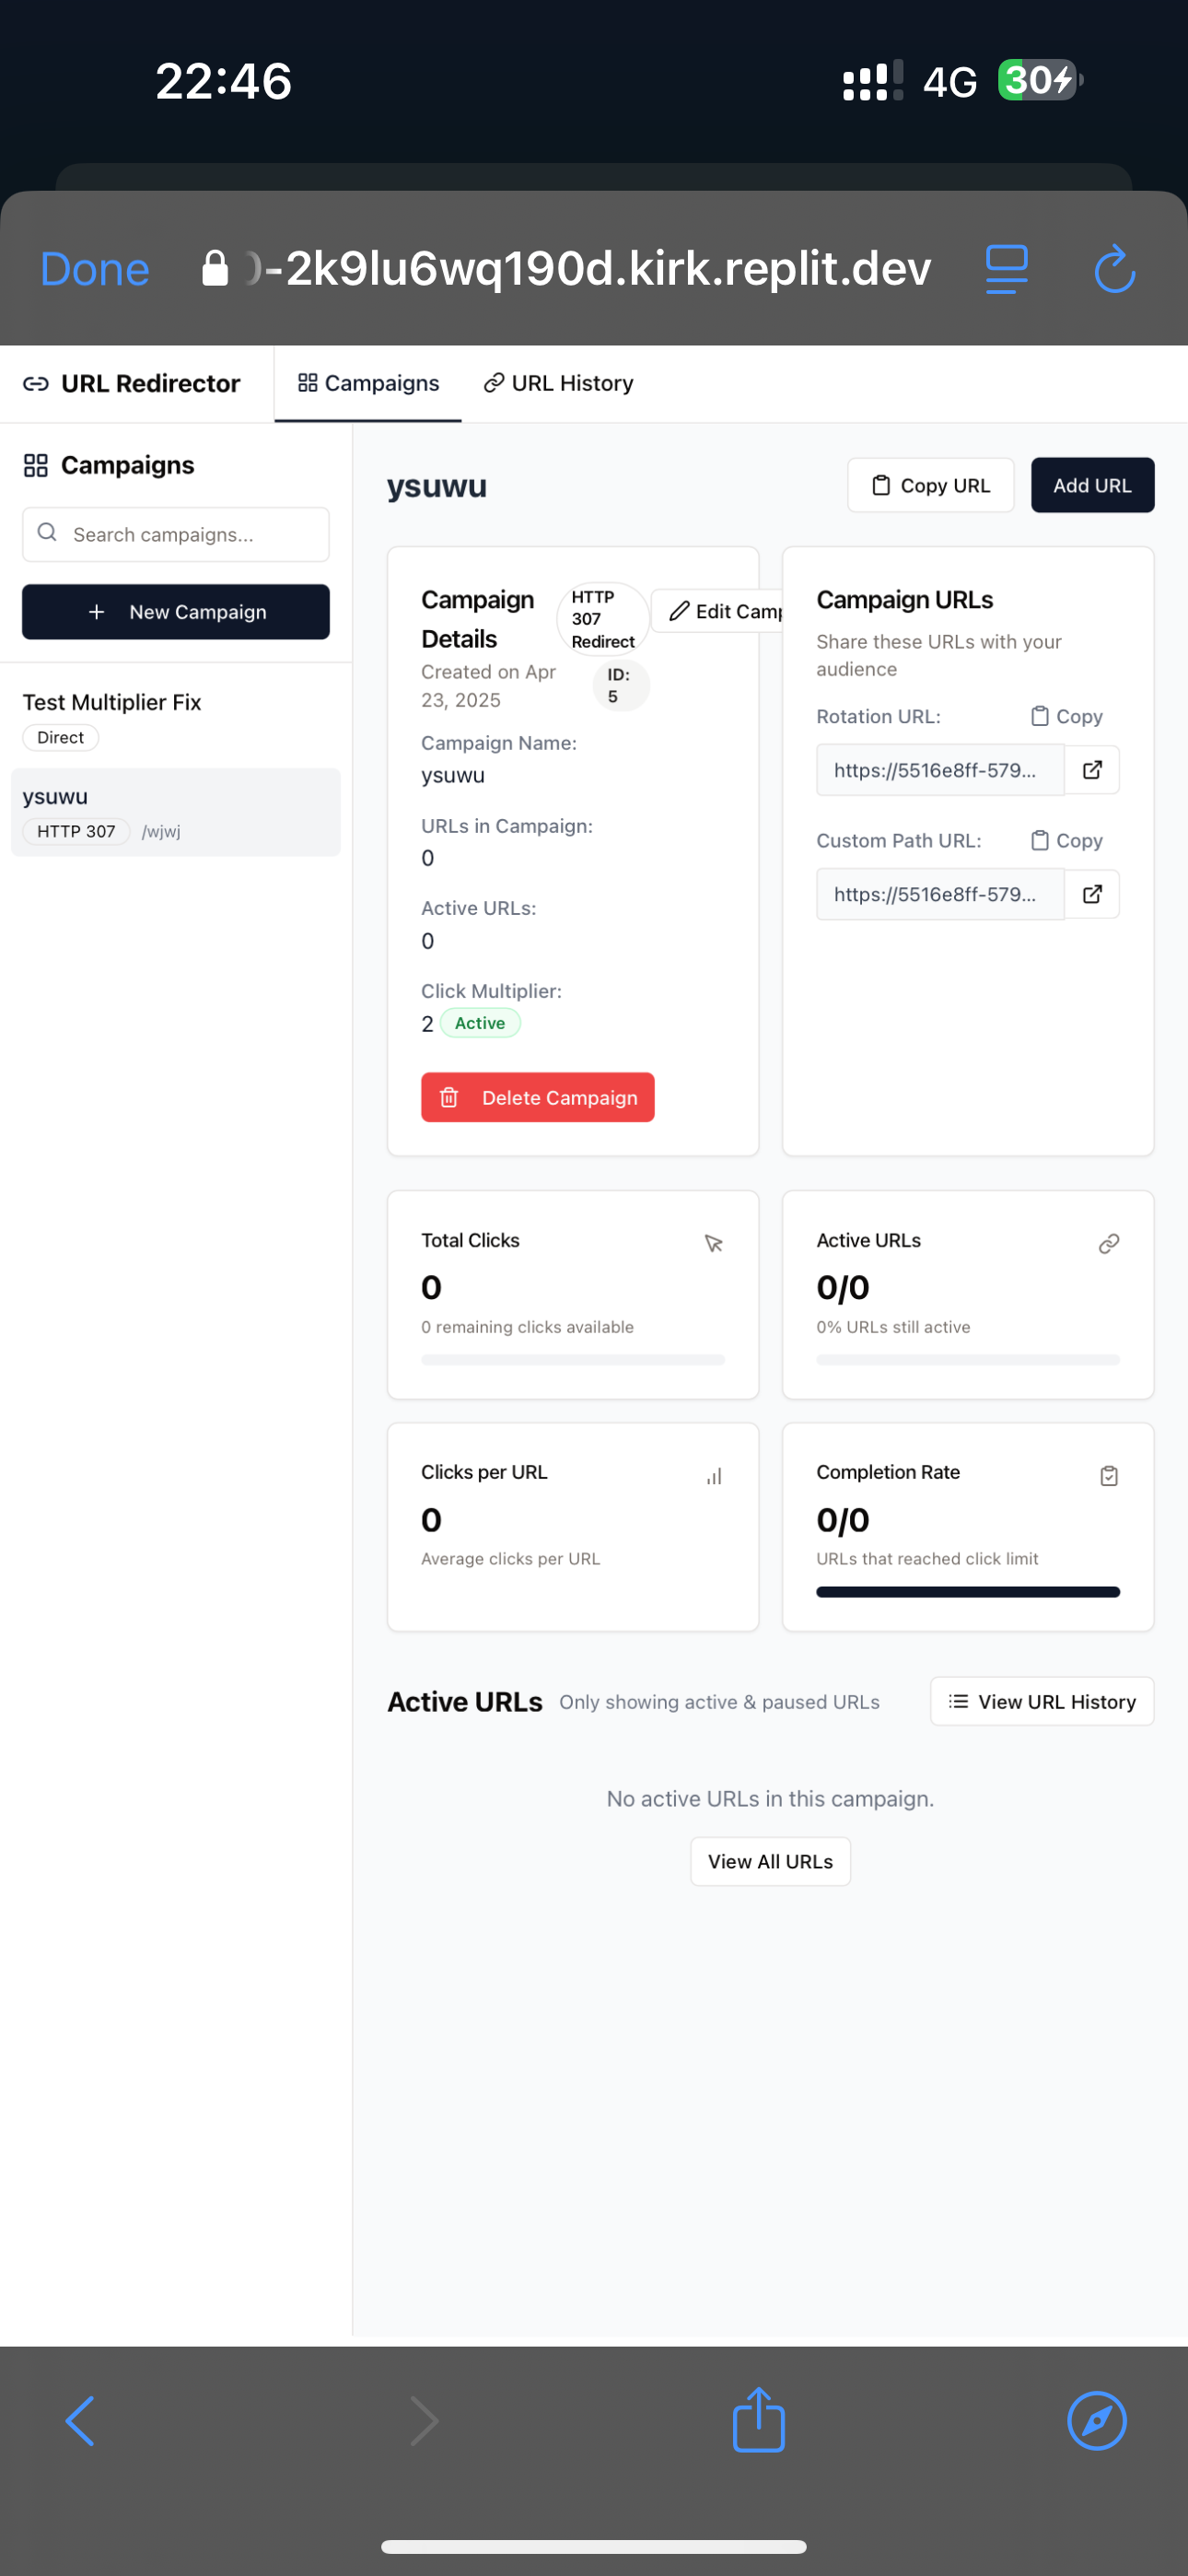 22:46
4G
30
Done
-2k9lu6wq190d.kirk.replit.dev
URL Redirector
Campaigns
URL History
Campaigns
Search campaigns...
+ New Campaign
Test Multiplier Fix
Direct
ysuwu
HTTP 307
/wjwj
ysuwu
Copy URL
Add URL
Campaign
Details
HTTP
307
Redirect
Edit Camp
Created on Apr
23, 2025
ID:
5
Campaign Name:
ysuwu
URLs in Campaign:
0
Active URLs:
0
Click Multiplier:
2 Active
Delete Campaign
Campaign URLs
Share these URLs with your
audience
Rotation URL:
Copy
https://5516e8ff-579...
Custom Path URL:
Copy
https://5516e8ff-579...
Total Clicks
0
0 remaining clicks available
Active URLs
0/0
0% URLs still active
Clicks per URL
0
Average clicks per URL
Completion Rate
0/0
URLs that reached click limit
Active URLs
Only showing active & paused URLs
View URL History
No active URLs in this campaign.
View All URLs